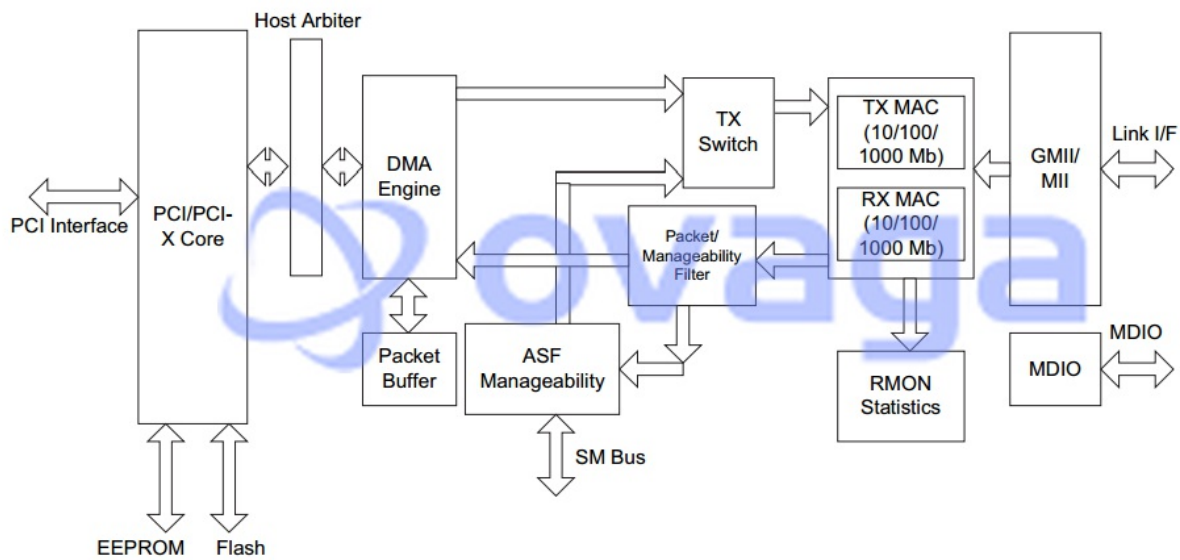 Host Arbiter
PCI Interface
PCI/PCI-
X Core
DMA
Engine
Packet
Buffer
TX
Switch
Packet/
Manageability
Filter
ASF
Manageability
SM Bus
TX MAC
(10/100/
1000 Mb)
RX MAC
(10/100/
1000 Mb)
RMON
Statistics
GMII/
MII
Link I/F
MDIO
MDIO
EEPROM
Flash
ovaga